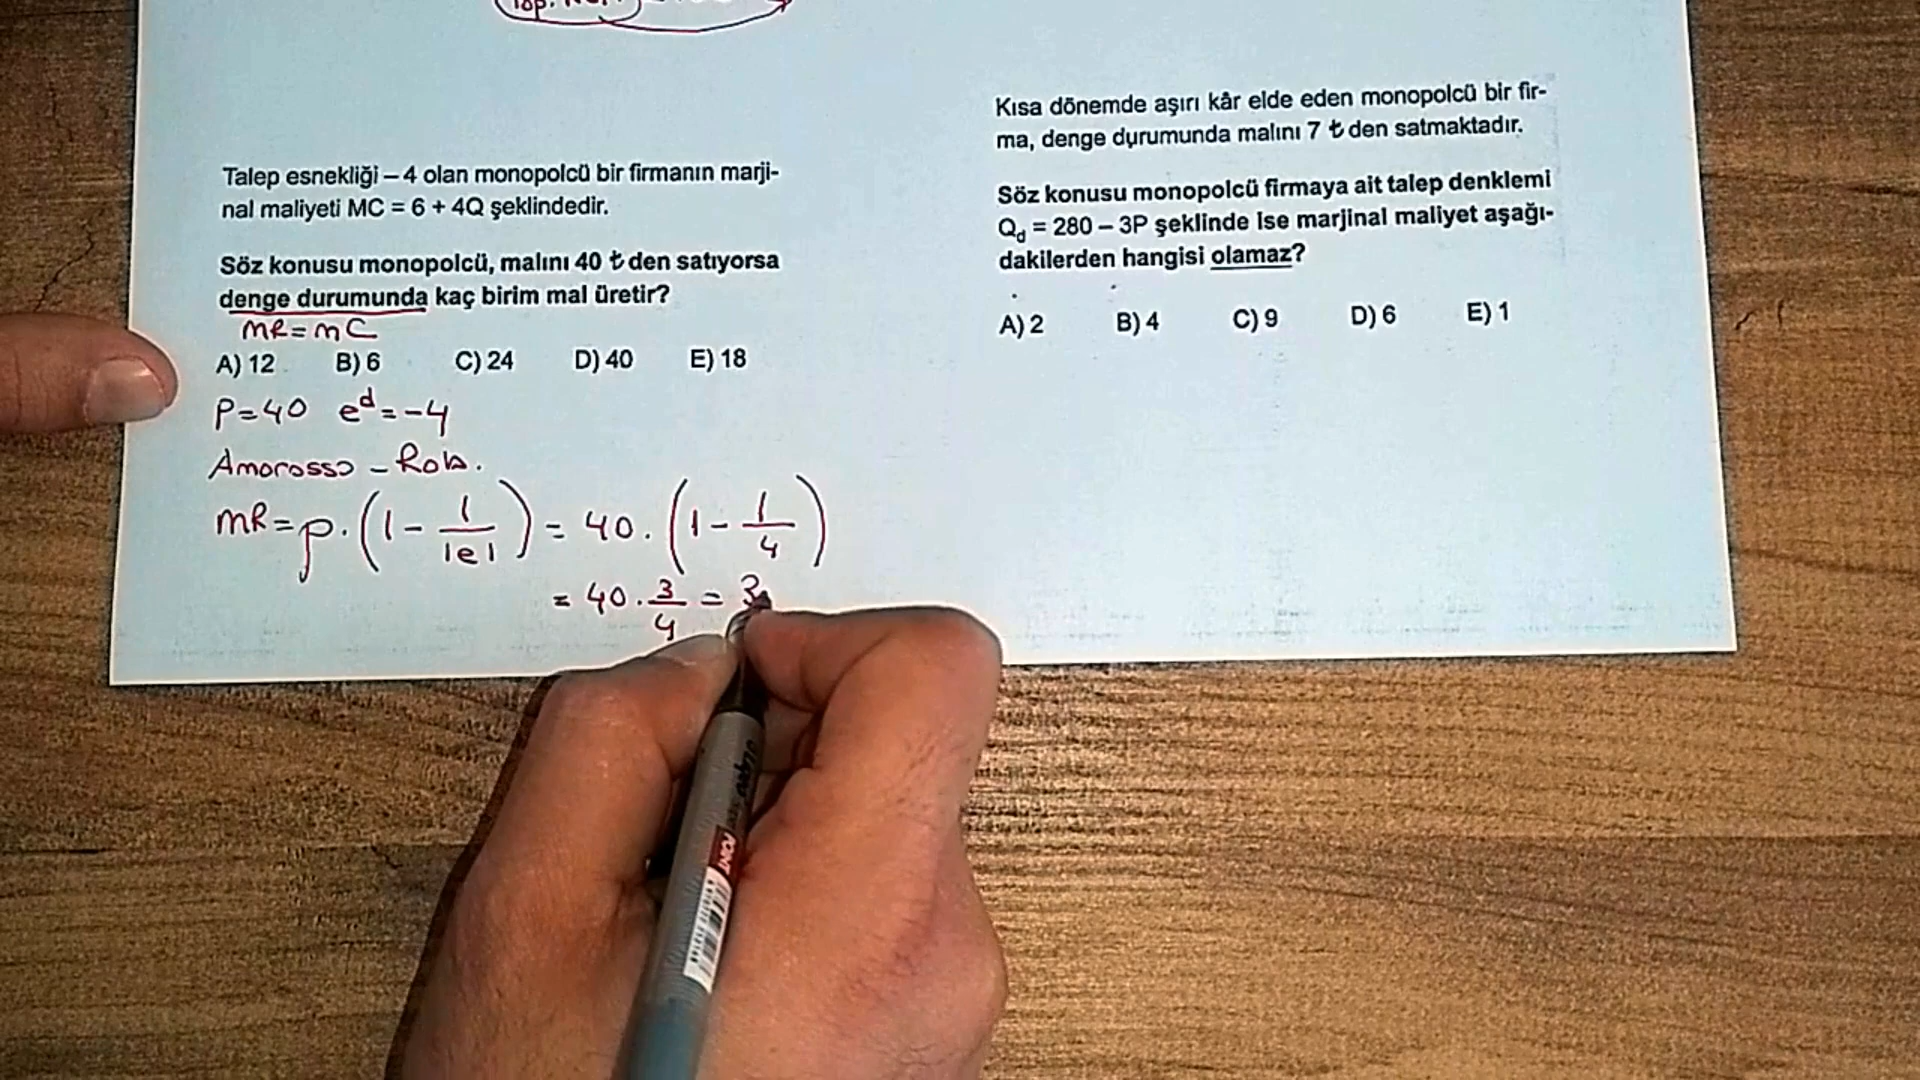 Talep esnekliği – 4 olan monopolcü bir firmanın marji-
nal maliyeti MC = 6 + 4Q şeklindedir.
Söz konusu monopolcü, malını 40 ₺ den satıyorsa
denge durumunda kaç birim mal üretir?
MR = MC
A) 12 B) 6 C) 24 D) 40 E) 18
P=40 e^d = -4
Amorosso - Rob.
MR = p.(1 - 1/|e|) = 40.(1 - 1/4)
= 40.3/4 = 3
Kısa dönemde aşırı kâr elde eden monopolcü bir fir-
ma, denge durumunda malını 7 ₺ den satmaktadır.
Söz konusu monopolcü firmaya ait talep denklemi
Qd = 280 – 3P şeklinde ise marjinal maliyet aşağı-
dakilerden hangisi olamaz?
A) 2 B) 4 C) 9 D) 6 E) 1
POINT